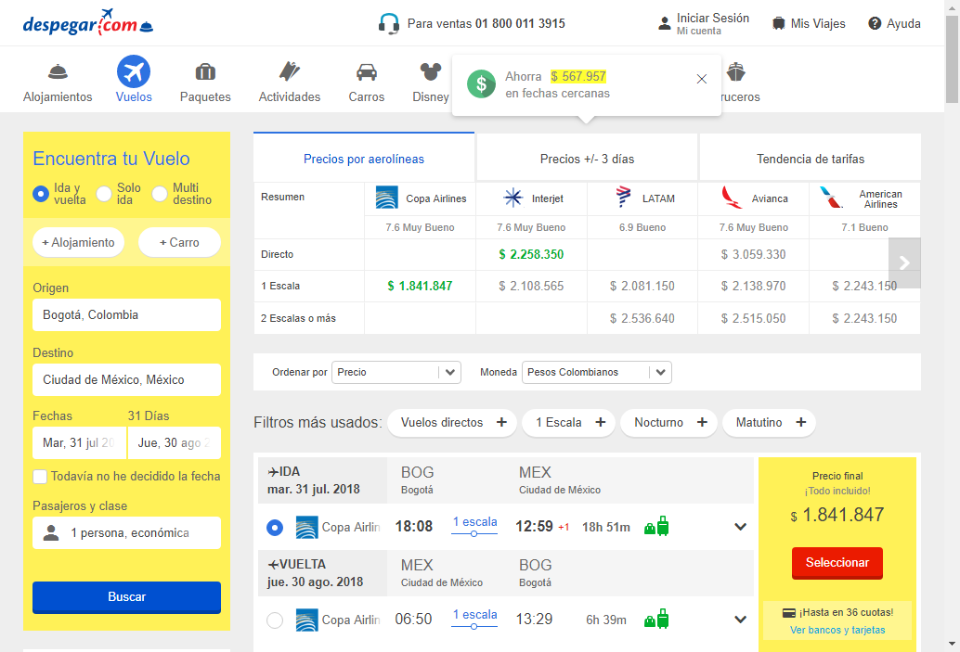 despegar.com
Para ventas 01 800 011 3915
Iniciar Sesión
Mi cuenta
Mis Viajes
Ayuda
Alojamientos
Vuelos
Paquetes
Actividades
Carros
Disney
ruceros
Ahorra $ 567.957
en fechas cercanas
Encuentra tu Vuelo
Ida y vuelta
Solo ida
Multi destino
+ Alojamiento
+ Carro
Origen
Bogotá, Colombia
Destino
Ciudad de México, México
Fechas
31 Días
Mar, 31 jul 2
Jue, 30 ago
Todavía no he decidido la fecha
Pasajeros y clase
1 persona, económica
Buscar
Precios por aerolíneas
Precios +/- 3 días
Tendencia de tarifas
Resumen
Copa Airlines
Interjet
LATAM
Avianca
American Airlines
7.6 Muy Bueno
7.6 Muy Bueno
6.9 Bueno
7.6 Muy Bueno
7.1 Bueno
Directo
$ 2.258.350
$ 3.059.330
1 Escala
$ 1.841.847
$ 2.108.565
$ 2.081.150
$ 2.138.970
$ 2.243.150
2 Escalas o más
$ 2.536.640
$ 2.515.050
$ 2.243.150
Ordenar por
Precio
Moneda
Pesos Colombianos
Filtros más usados:
Vuelos directos +
1 Escala +
Nocturno +
Matutino +
IDA
mar. 31 jul. 2018
BOG
Bogotá
MEX
Ciudad de México
Copa Airlin
18:08
1 escala
12:59 +1
18h 51m
VUELTA
jue. 30 ago. 2018
MEX
Ciudad de México
BOG
Bogotá
Copa Airlin
06:50
1 escala
13:29
6h 39m
Precio final
¡Todo incluido!
$ 1.841.847
Seleccionar
¡Hasta en 36 cuotas!
Ver bancos y tarjetas